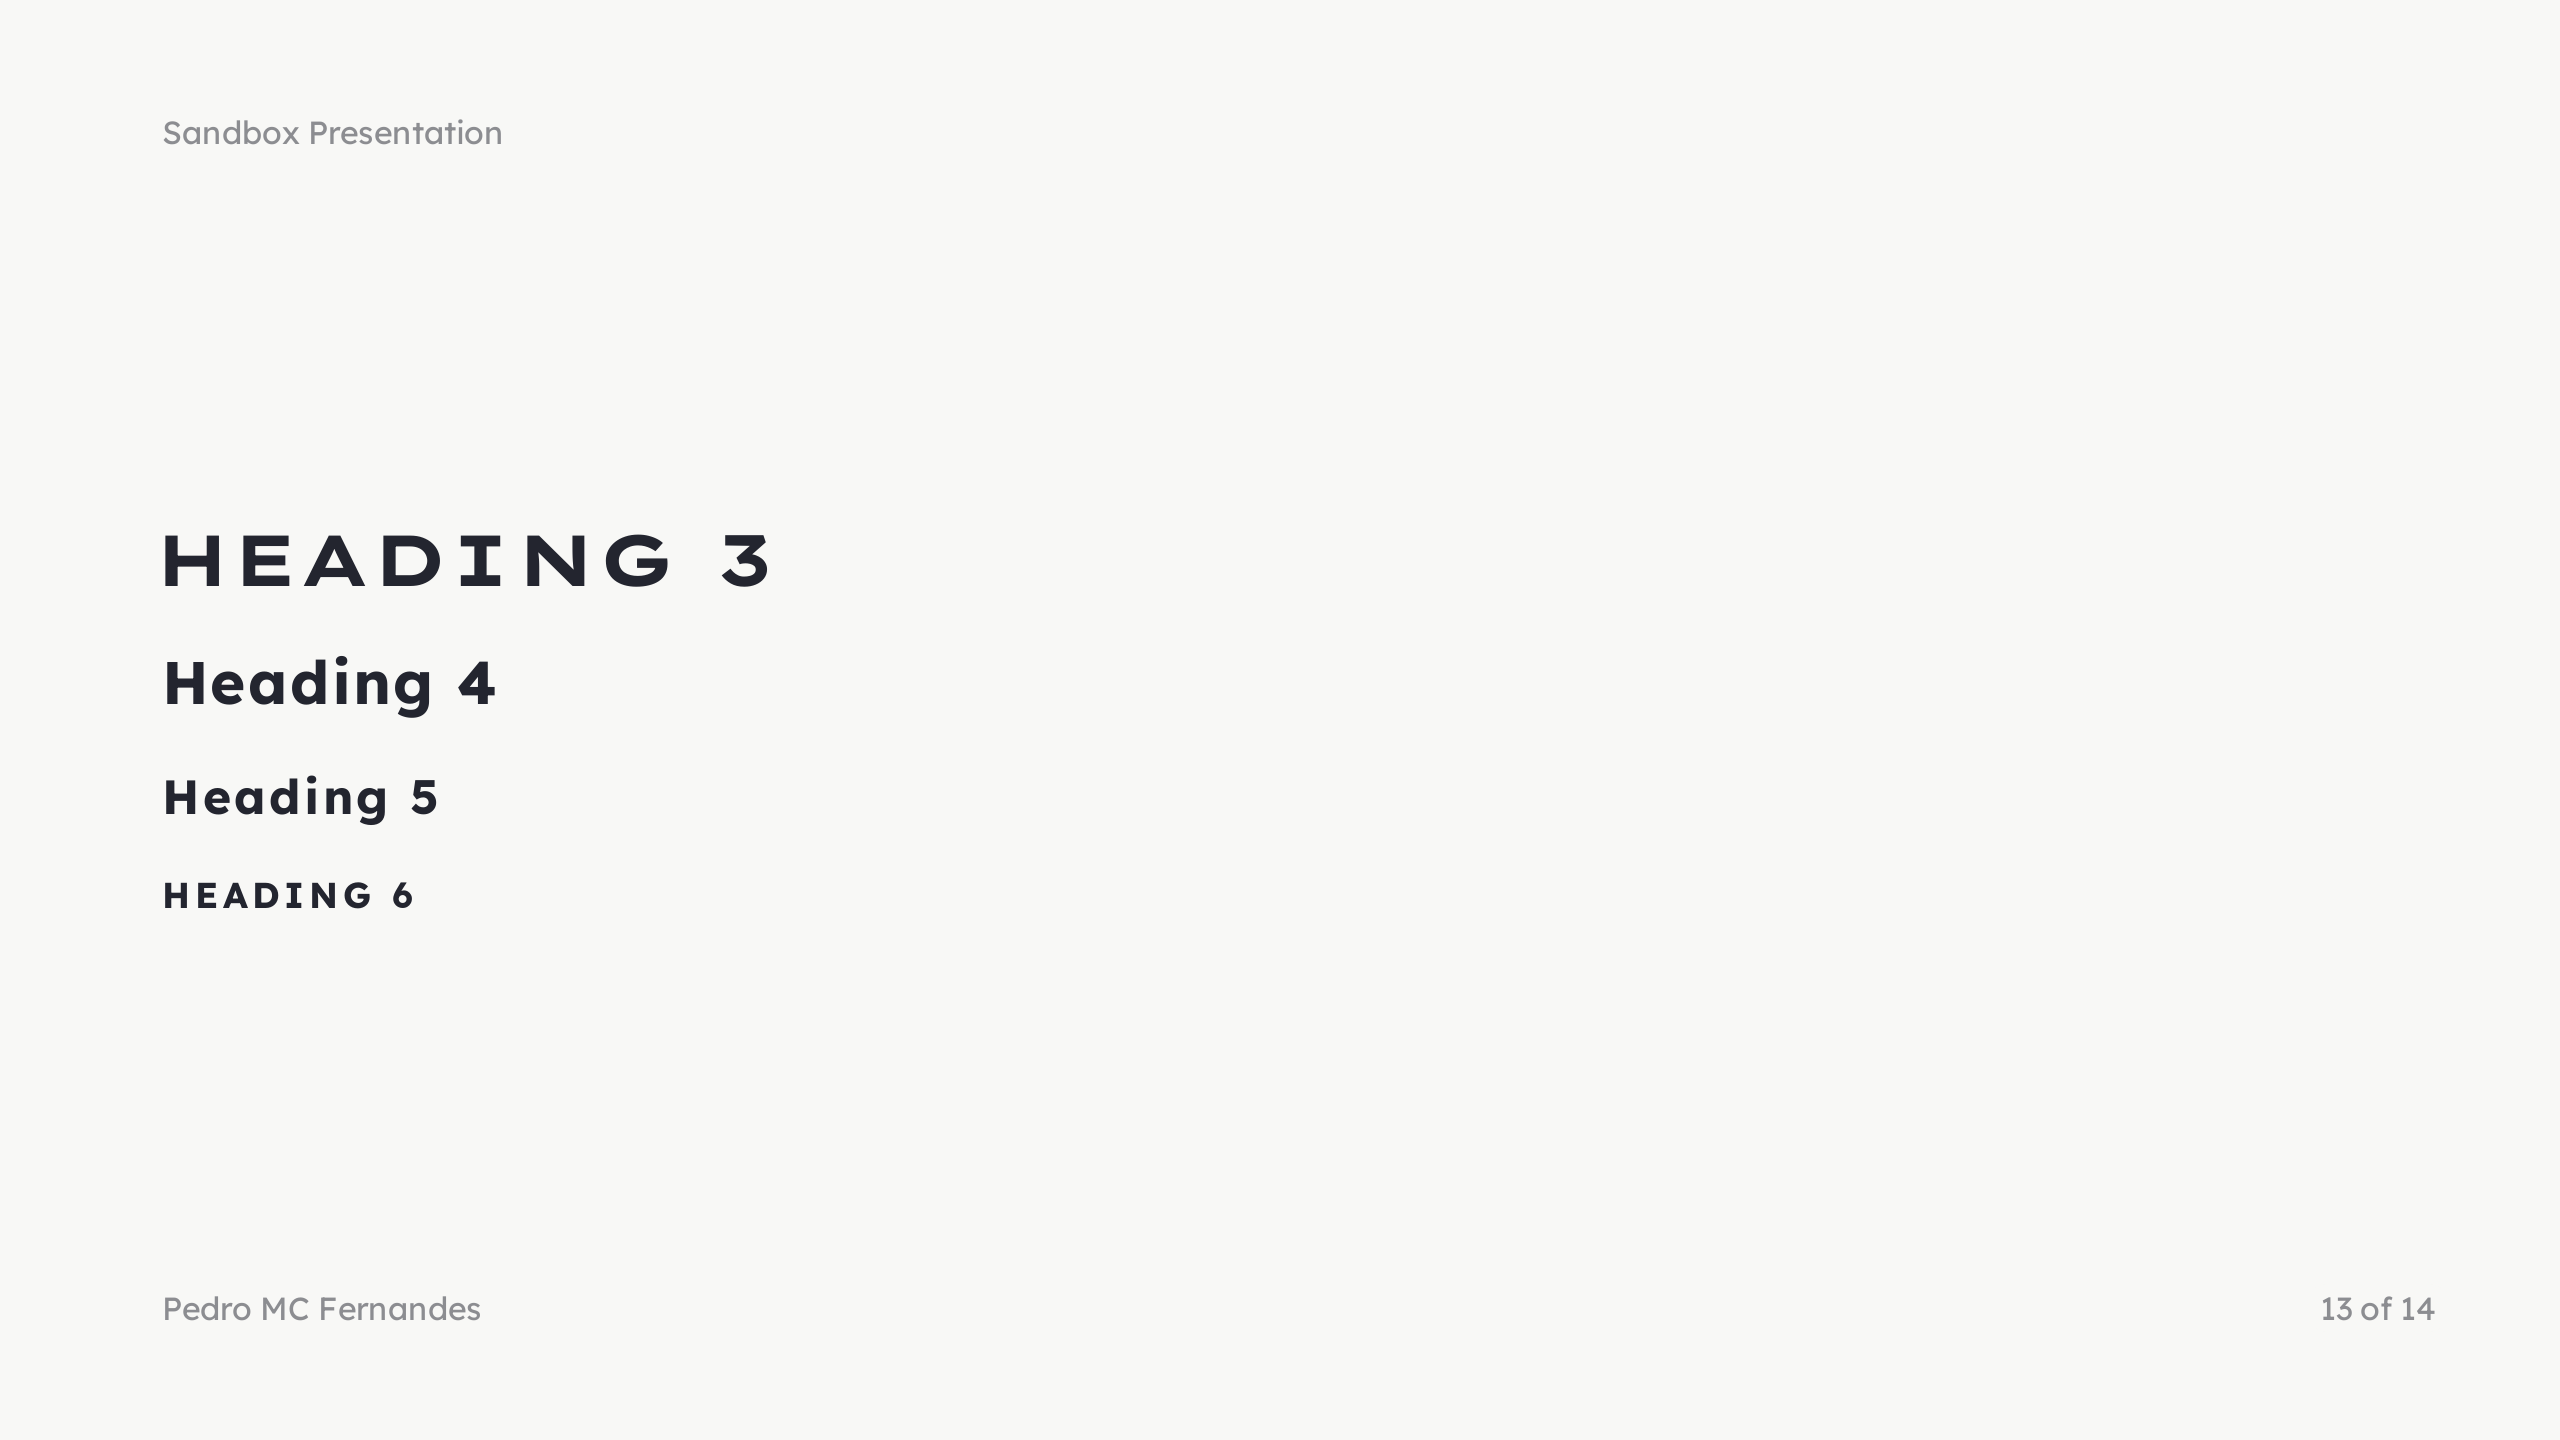 Sandbox Presentation
HEADING 3
Heading 4
Heading 5
HEADING 6
Pedro MC Fernandes
13 of 14